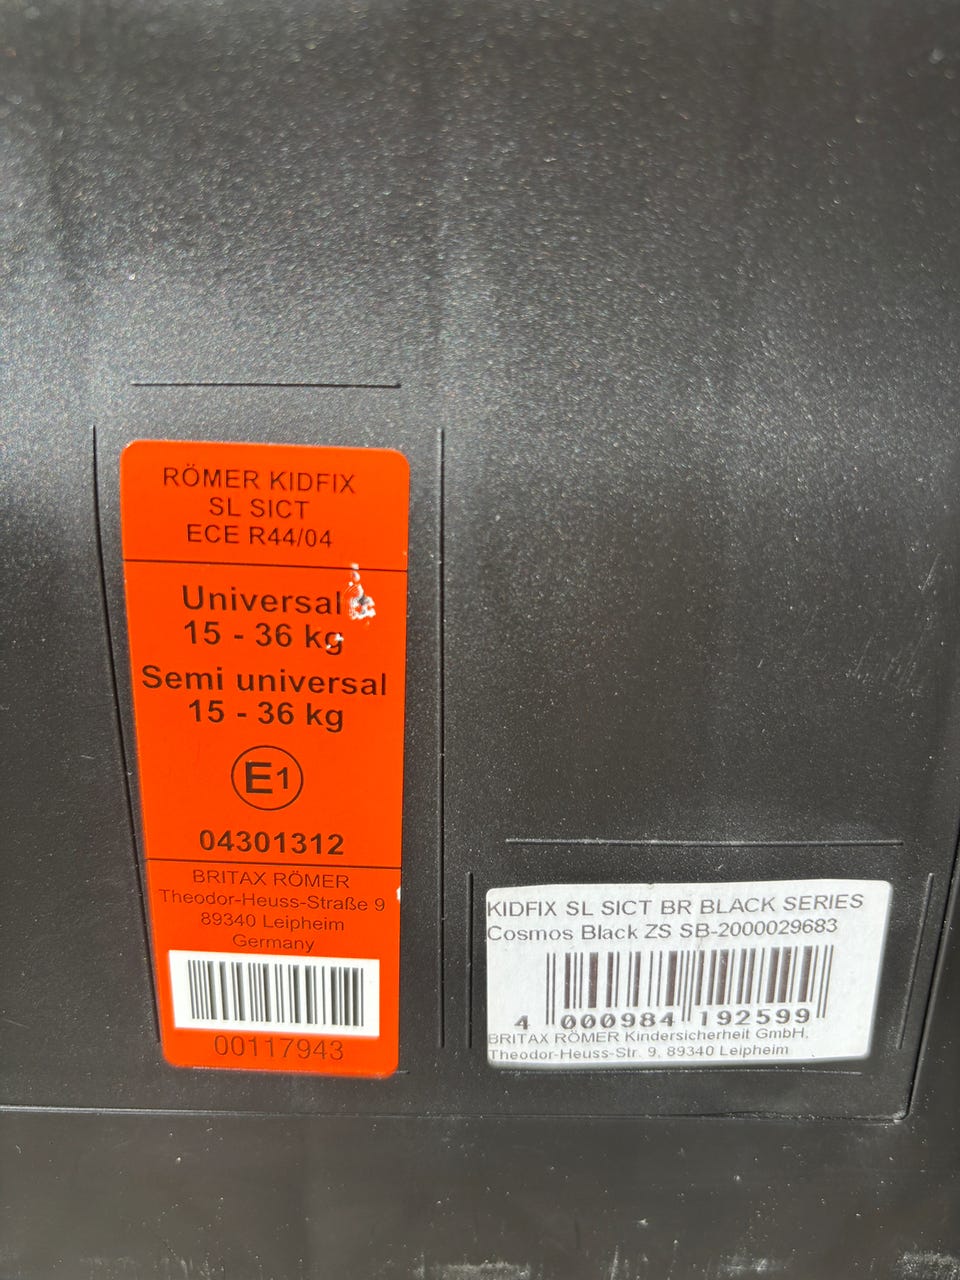 RÖMER KIDFIX
SL SICT
ECE R44/04
Universal
15 - 36 kg
Semi universal
15 - 36 kg
E1
04301312
BRITAX RÖMER
Theodor-Heuss-Straße 9
89340 Leipheim
Germany
00117943
KIDFIX SL SICT BR BLACK SERIES
Cosmos Black ZS SB-2000029683
4 000984 192599
BRITAX RÖMER Kindersicherheit GmbH,
Theodor-Heuss-Str. 9, 89340 Leipheim